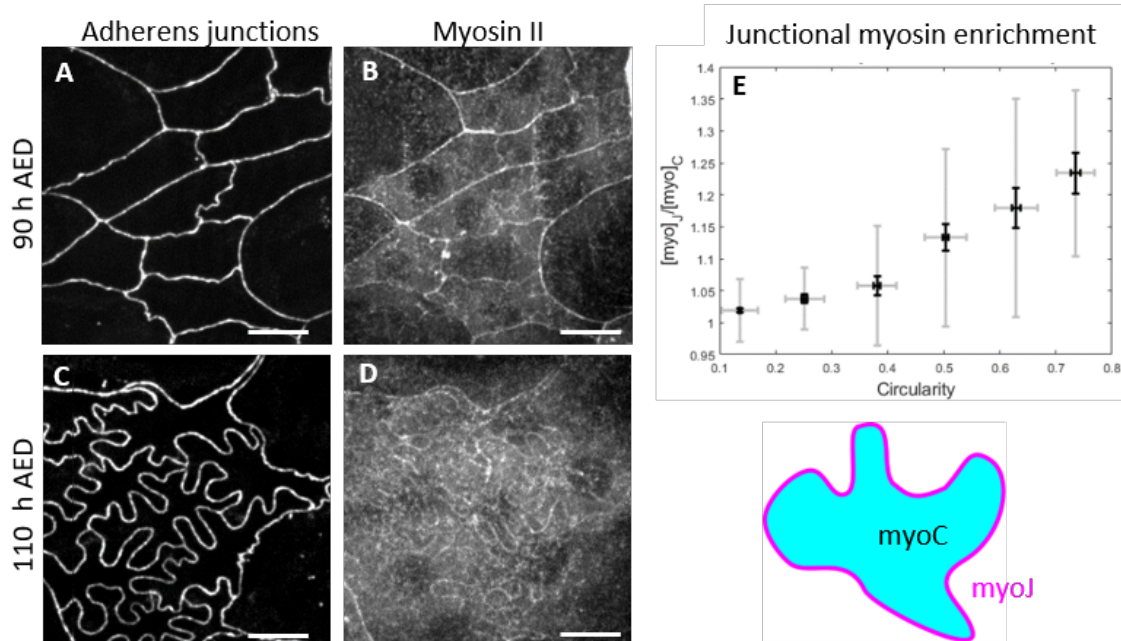 Adherens junctions
Myosin II
Junctional myosin enrichment
90 h AED
A
B
110 h AED
C
D
E
[myo]J/[myo]C
1.4
1.35
1.3
1.25
1.2
1.15
1.1
1.05
1
0.95
0.1
0.2
0.3
0.4
0.5
0.6
0.7
0.8
Circularity
myoC
myoJ